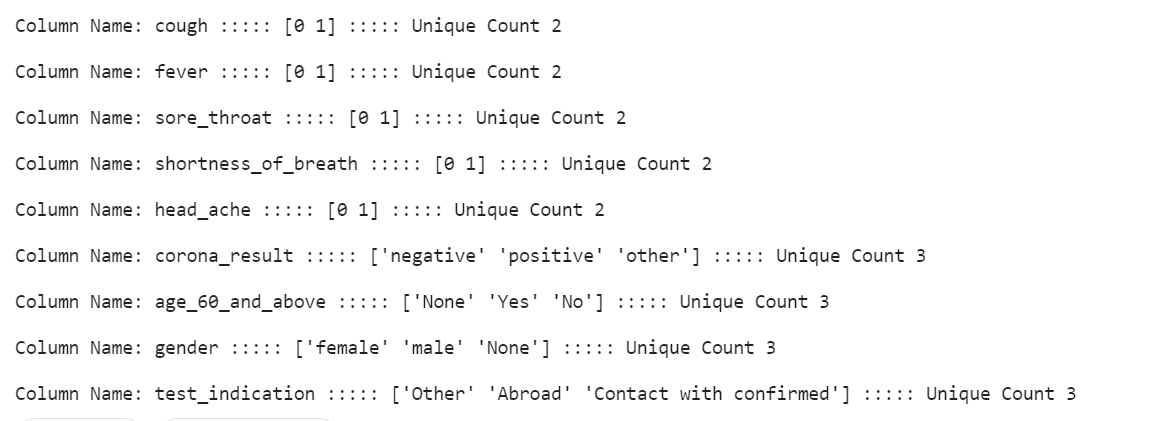 Column Name: cough ::::: [0 1] ::::: Unique Count 2
Column Name: fever ::::: [0 1] ::::: Unique Count 2
Column Name: sore_throat ::::: [0 1] ::::: Unique Count 2
Column Name: shortness_of_breath ::::: [0 1] ::::: Unique Count 2
Column Name: head_ache ::::: [0 1] ::::: Unique Count 2
Column Name: corona_result ::::: ['negative' 'positive' 'other'] ::::: Unique Count 3
Column Name: age_60_and_above ::::: ['None' 'Yes' 'No'] ::::: Unique Count 3
Column Name: gender ::::: ['female' 'male' 'None'] ::::: Unique Count 3
Column Name: test_indication ::::: ['Other' 'Abroad' 'Contact with confirmed'] ::::: Unique Count 3